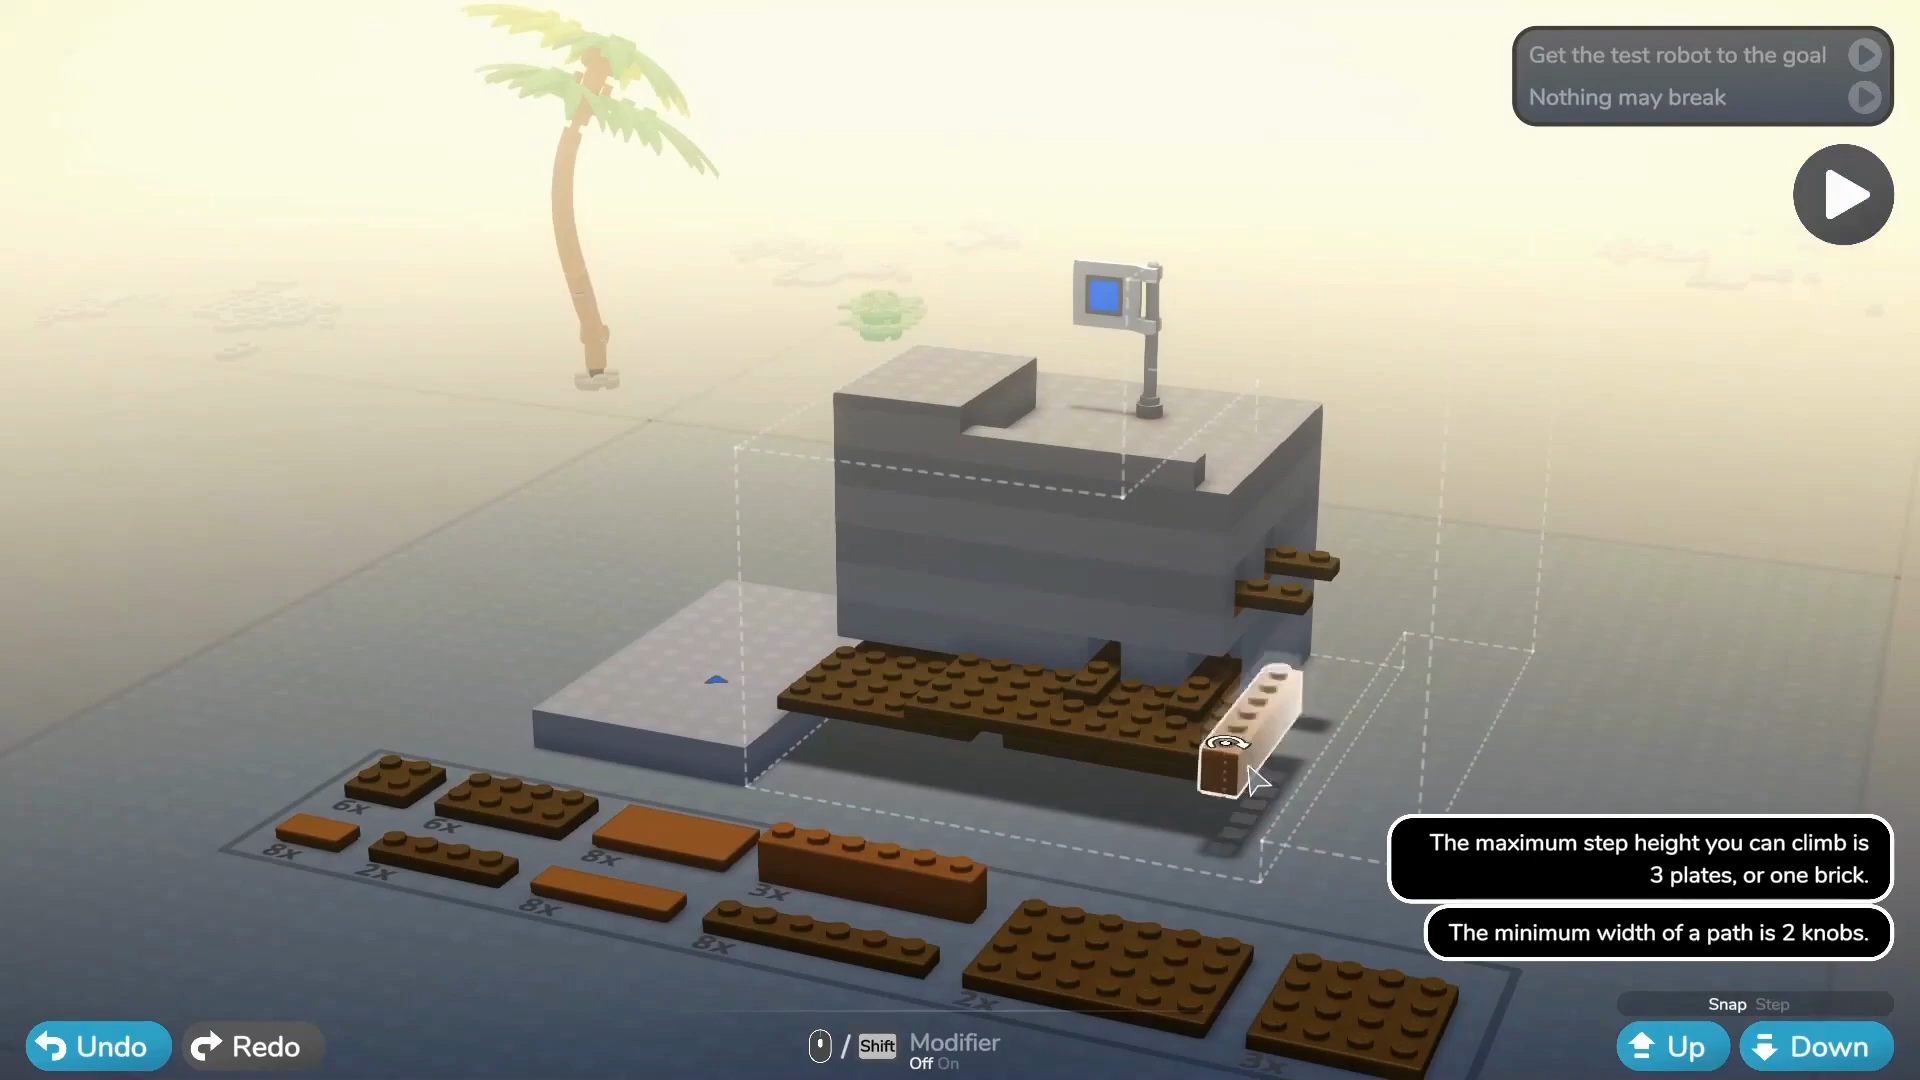 Get the test robot to the goal
Nothing may break
6x
6x
8x
8x
2x
3x
8x
8x
2x
3x
The maximum step height you can climb is
3 plates, or one brick.
The minimum width of a path is 2 knobs.
Snap Step
Undo
Redo
/ Shift Modifier
Off On
Up
Down